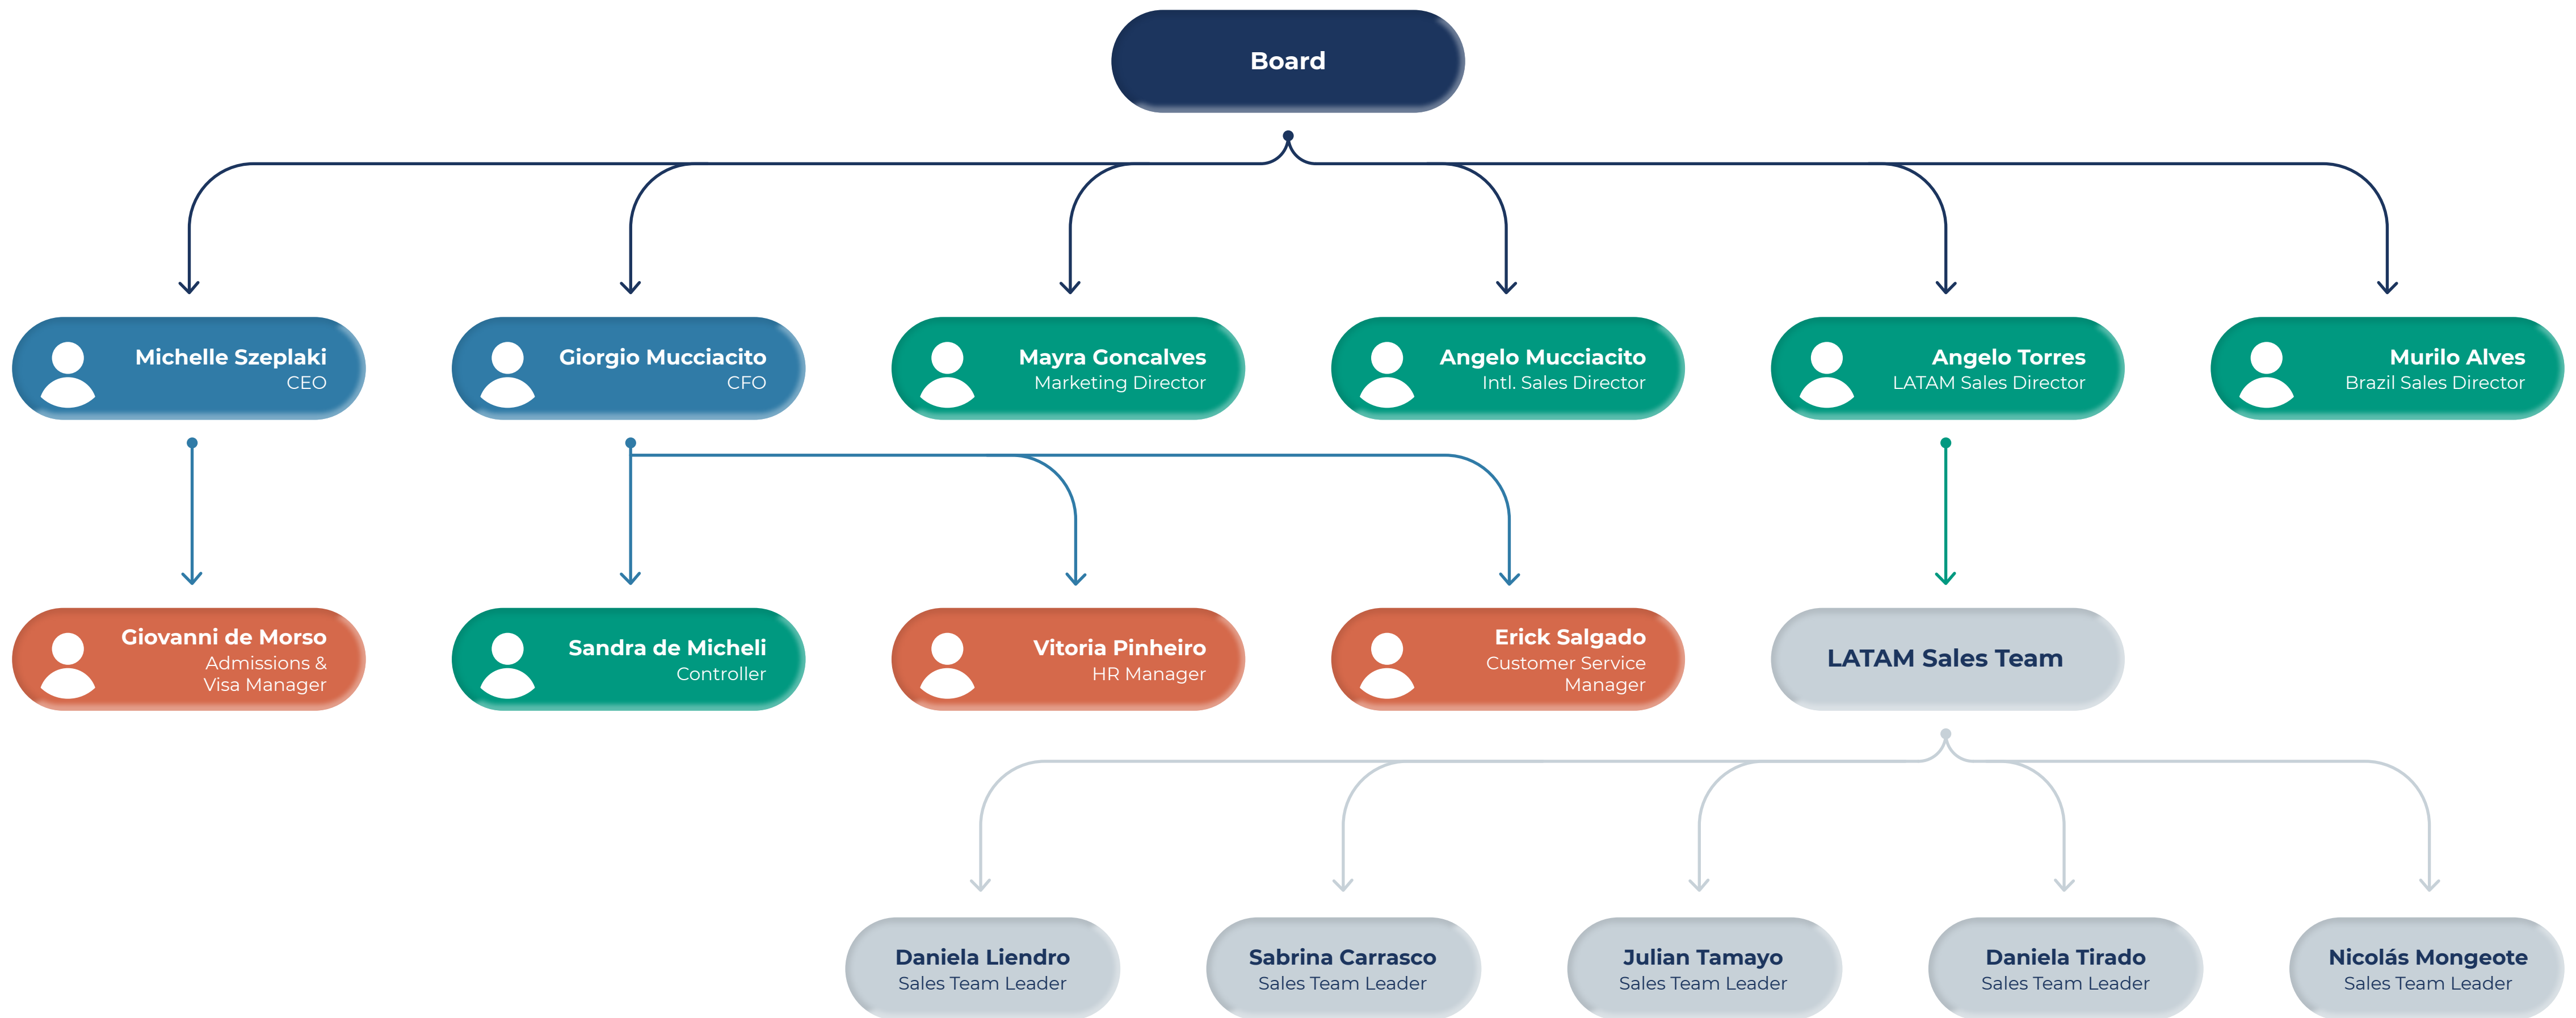 Board
Michelle Szeplaki
CEO
Giorgio Mucciacito
CFO
Mayra Goncalves
Marketing Director
Angelo Mucciacito
Intl. Sales Director
Angelo Torres
LATAM Sales Director
Murilo Alves
Brazil Sales Director
Giovanni de Morso
Admissions &
Visa Manager
Sandra de Micheli
Controller
Vitoria Pinheiro
HR Manager
Erick Salgado
Customer Service
Manager
LATAM Sales Team
Daniela Liendro
Sales Team Leader
Sabrina Carrasco
Sales Team Leader
Julian Tamayo
Sales Team Leader
Daniela Tirado
Sales Team Leader
Nicolás Mongeote
Sales Team Leader